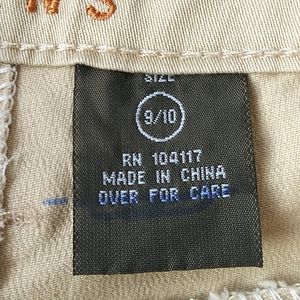 SIZE
9/10
RN 104117
MADE IN CHINA
OVER FOR CARE